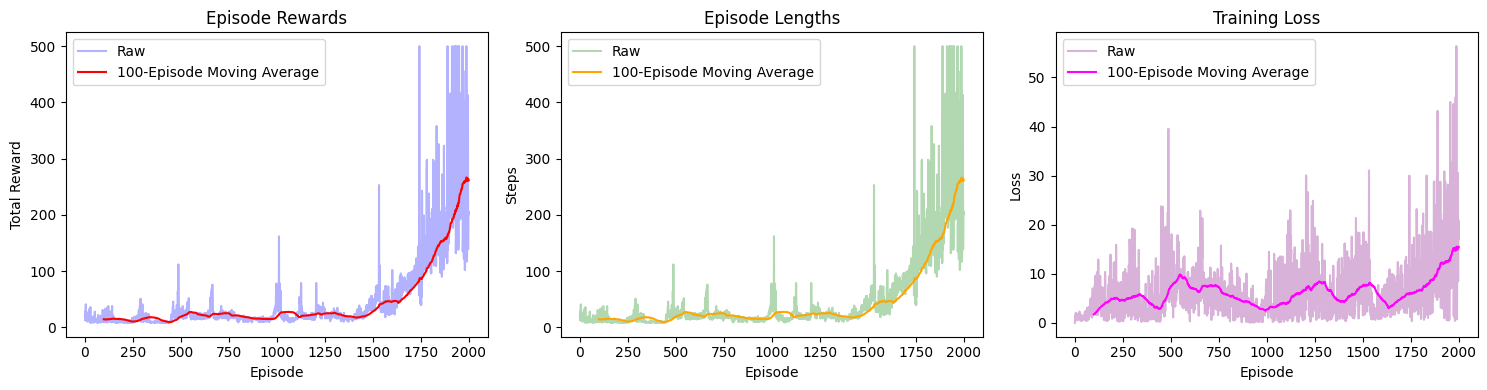 Episode Rewards
Total Reward
500
400
300
200
100
0
Raw
100-Episode Moving Average
0 250 500 750 1000 1250 1500 1750 2000
Episode
Episode Lengths
Steps
500
400
300
200
100
0
Raw
100-Episode Moving Average
0 250 500 750 1000 1250 1500 1750 2000
Episode
Training Loss
Loss
50
40
30
20
10
0
Raw
100-Episode Moving Average
0 250 500 750 1000 1250 1500 1750 2000
Episode